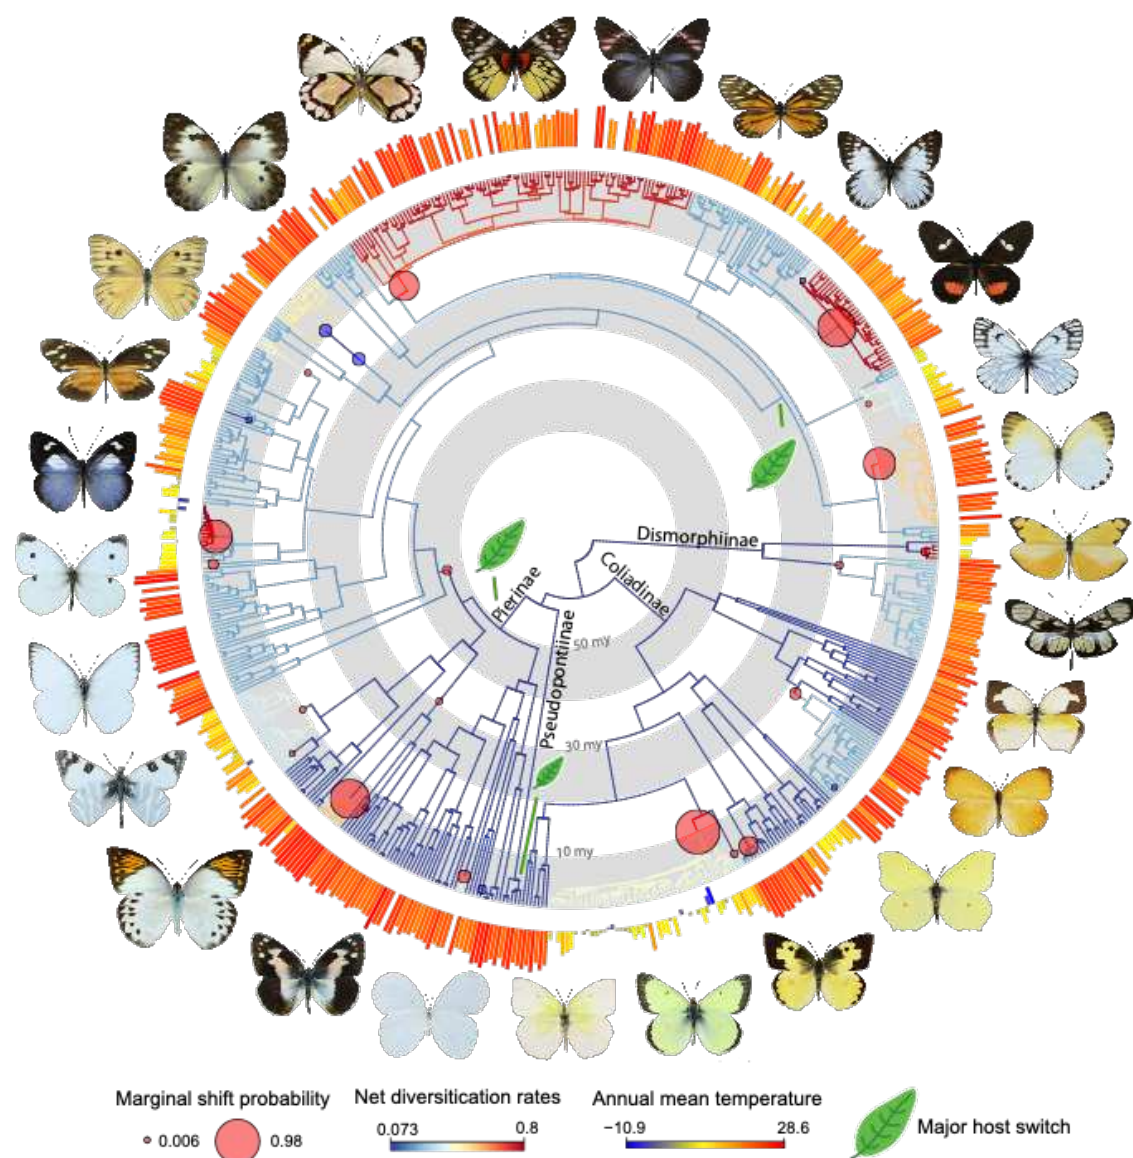 Dismorphiinae
Coliadinae
Pierinae
Pseudopontiinae
50 my
30 my
10 my
Marginal shift probability
0.006
0.98
Net diversitication rates
0.073
0.8
Annual mean temperature
−10.9
28.6
Major host switch